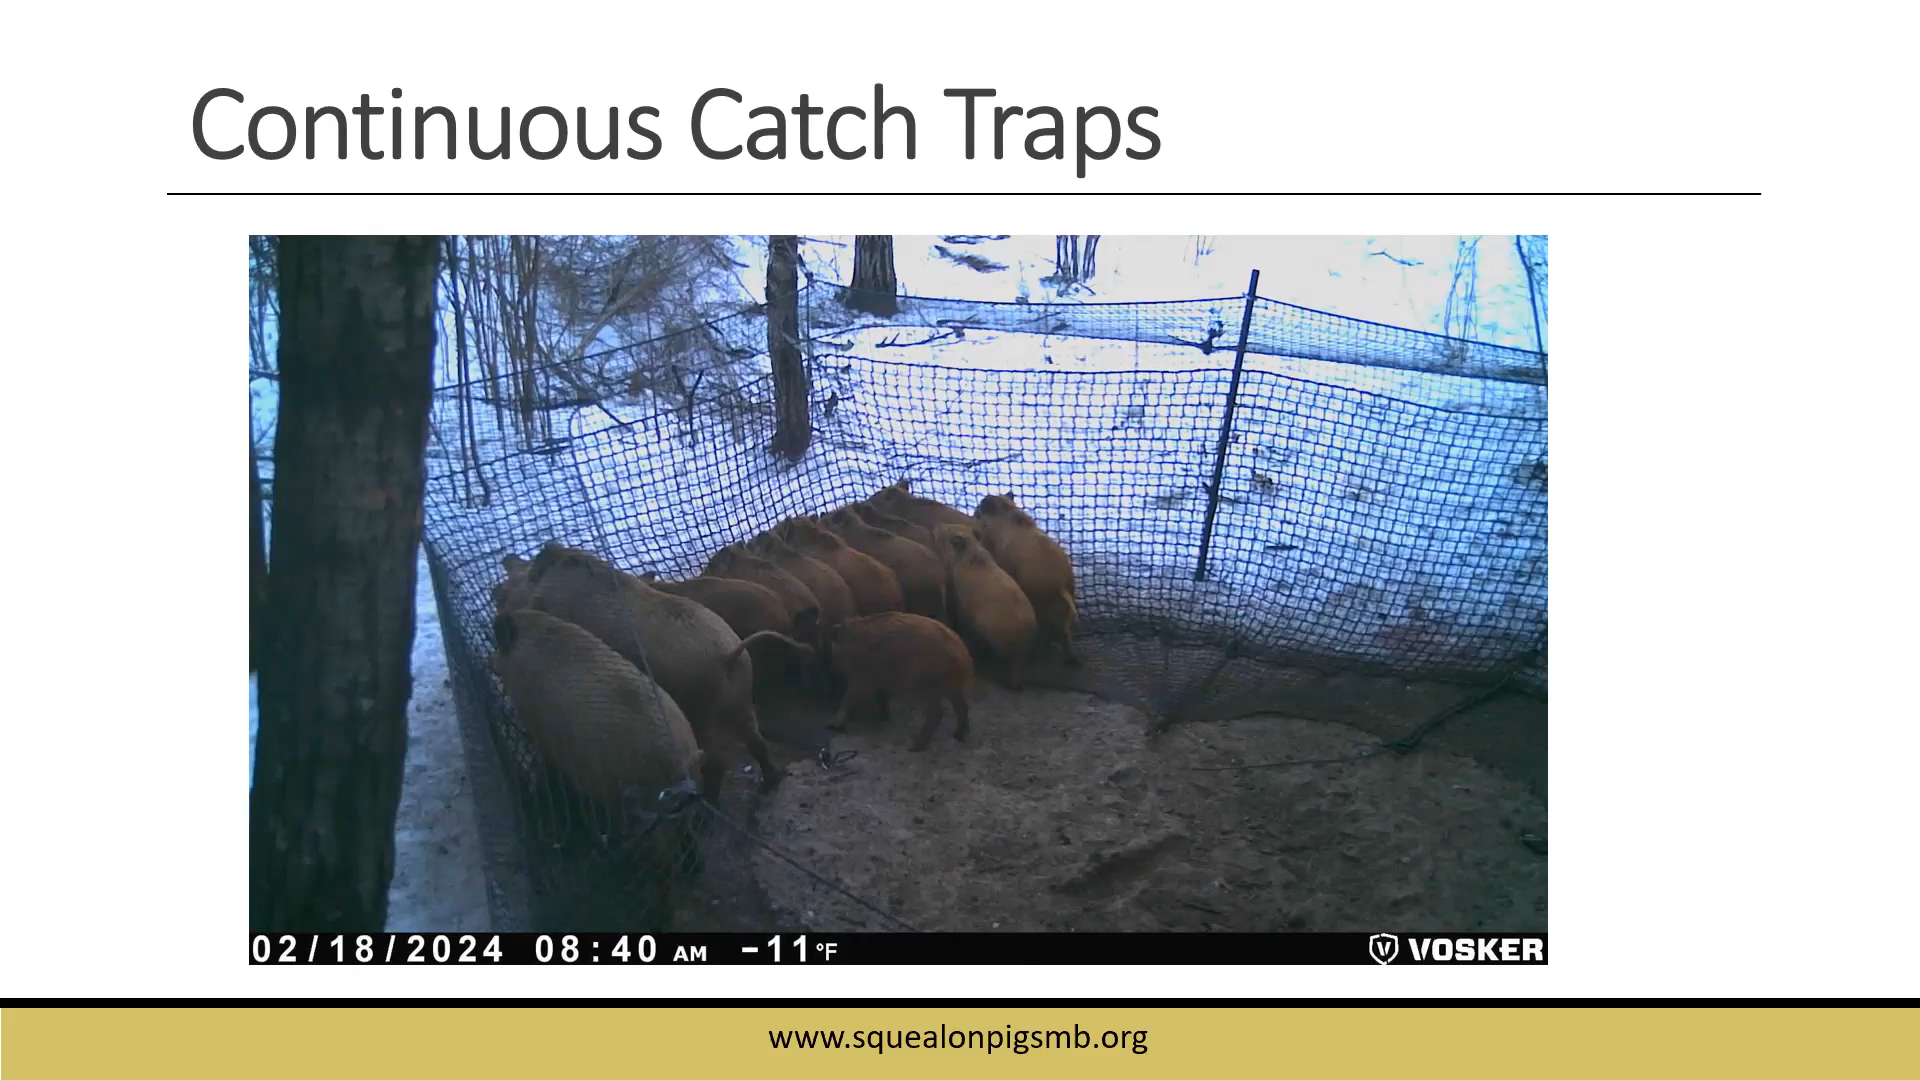 Continuous Catch Traps
02/18/2024 08:40 AM -11°F
VOSKER
www.squealonpigsmb.org